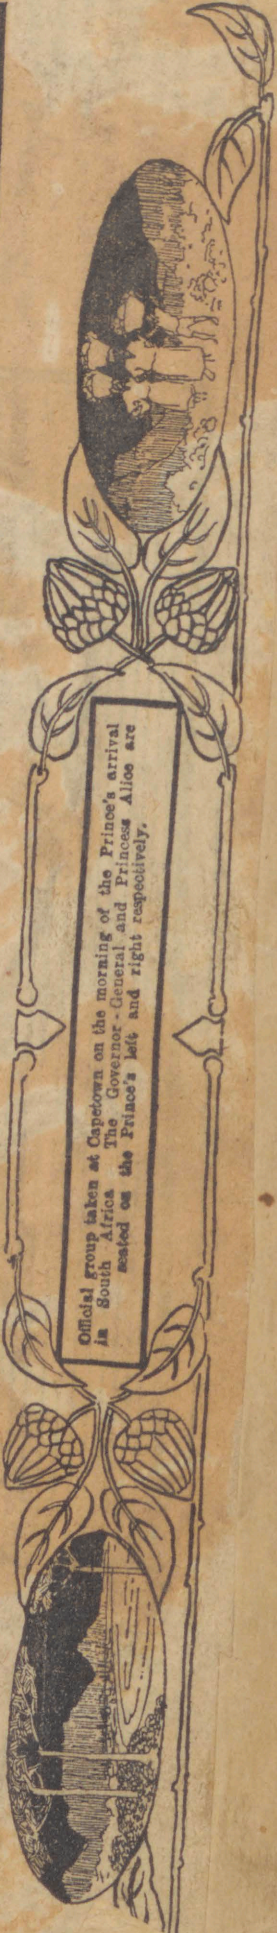 Official group taken at Capetown on the morning of the Prince's arrival
in South Africa The Governor-General and Princess Alice are
seated on the Prince's left and right respectively.